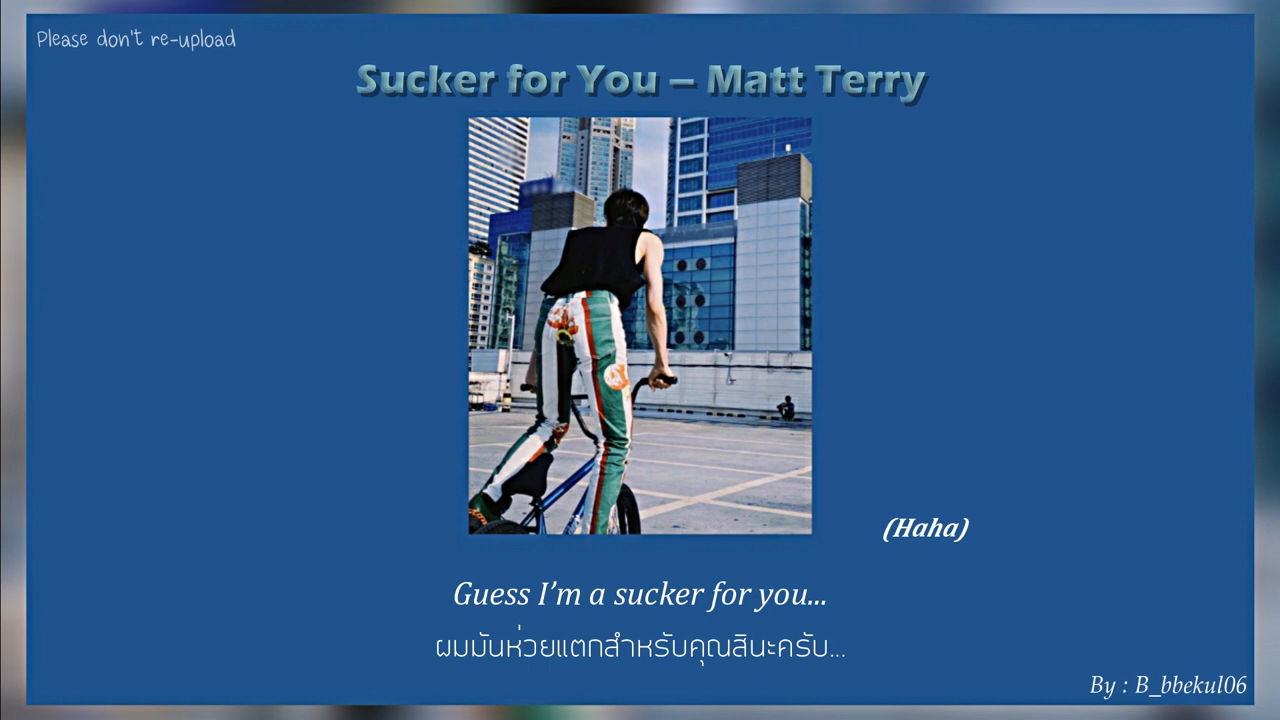 Please don't re-upload
Sucker for You – Matt Terry
(Haha)
Guess I'm a sucker for you...
ผมมันห่วยแตกสำหรับคุณสินะครับ...
By : B_bbekul06